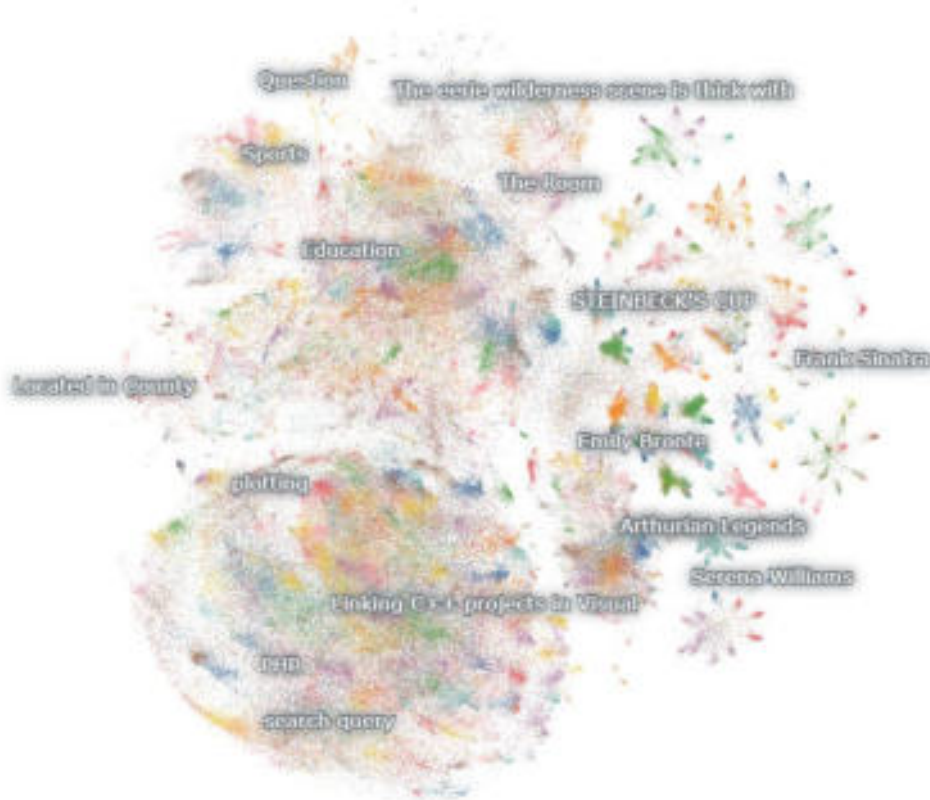 Question
The eerie wilderness scene is thick with
Sports
The Room
Education
STEINBECK'S CUP
Frank Sinatra
Located in County
Emily Bronte
plotting
Arthurian Legends
Serena Williams
Linking C++ projects in Visual
PHP
search query